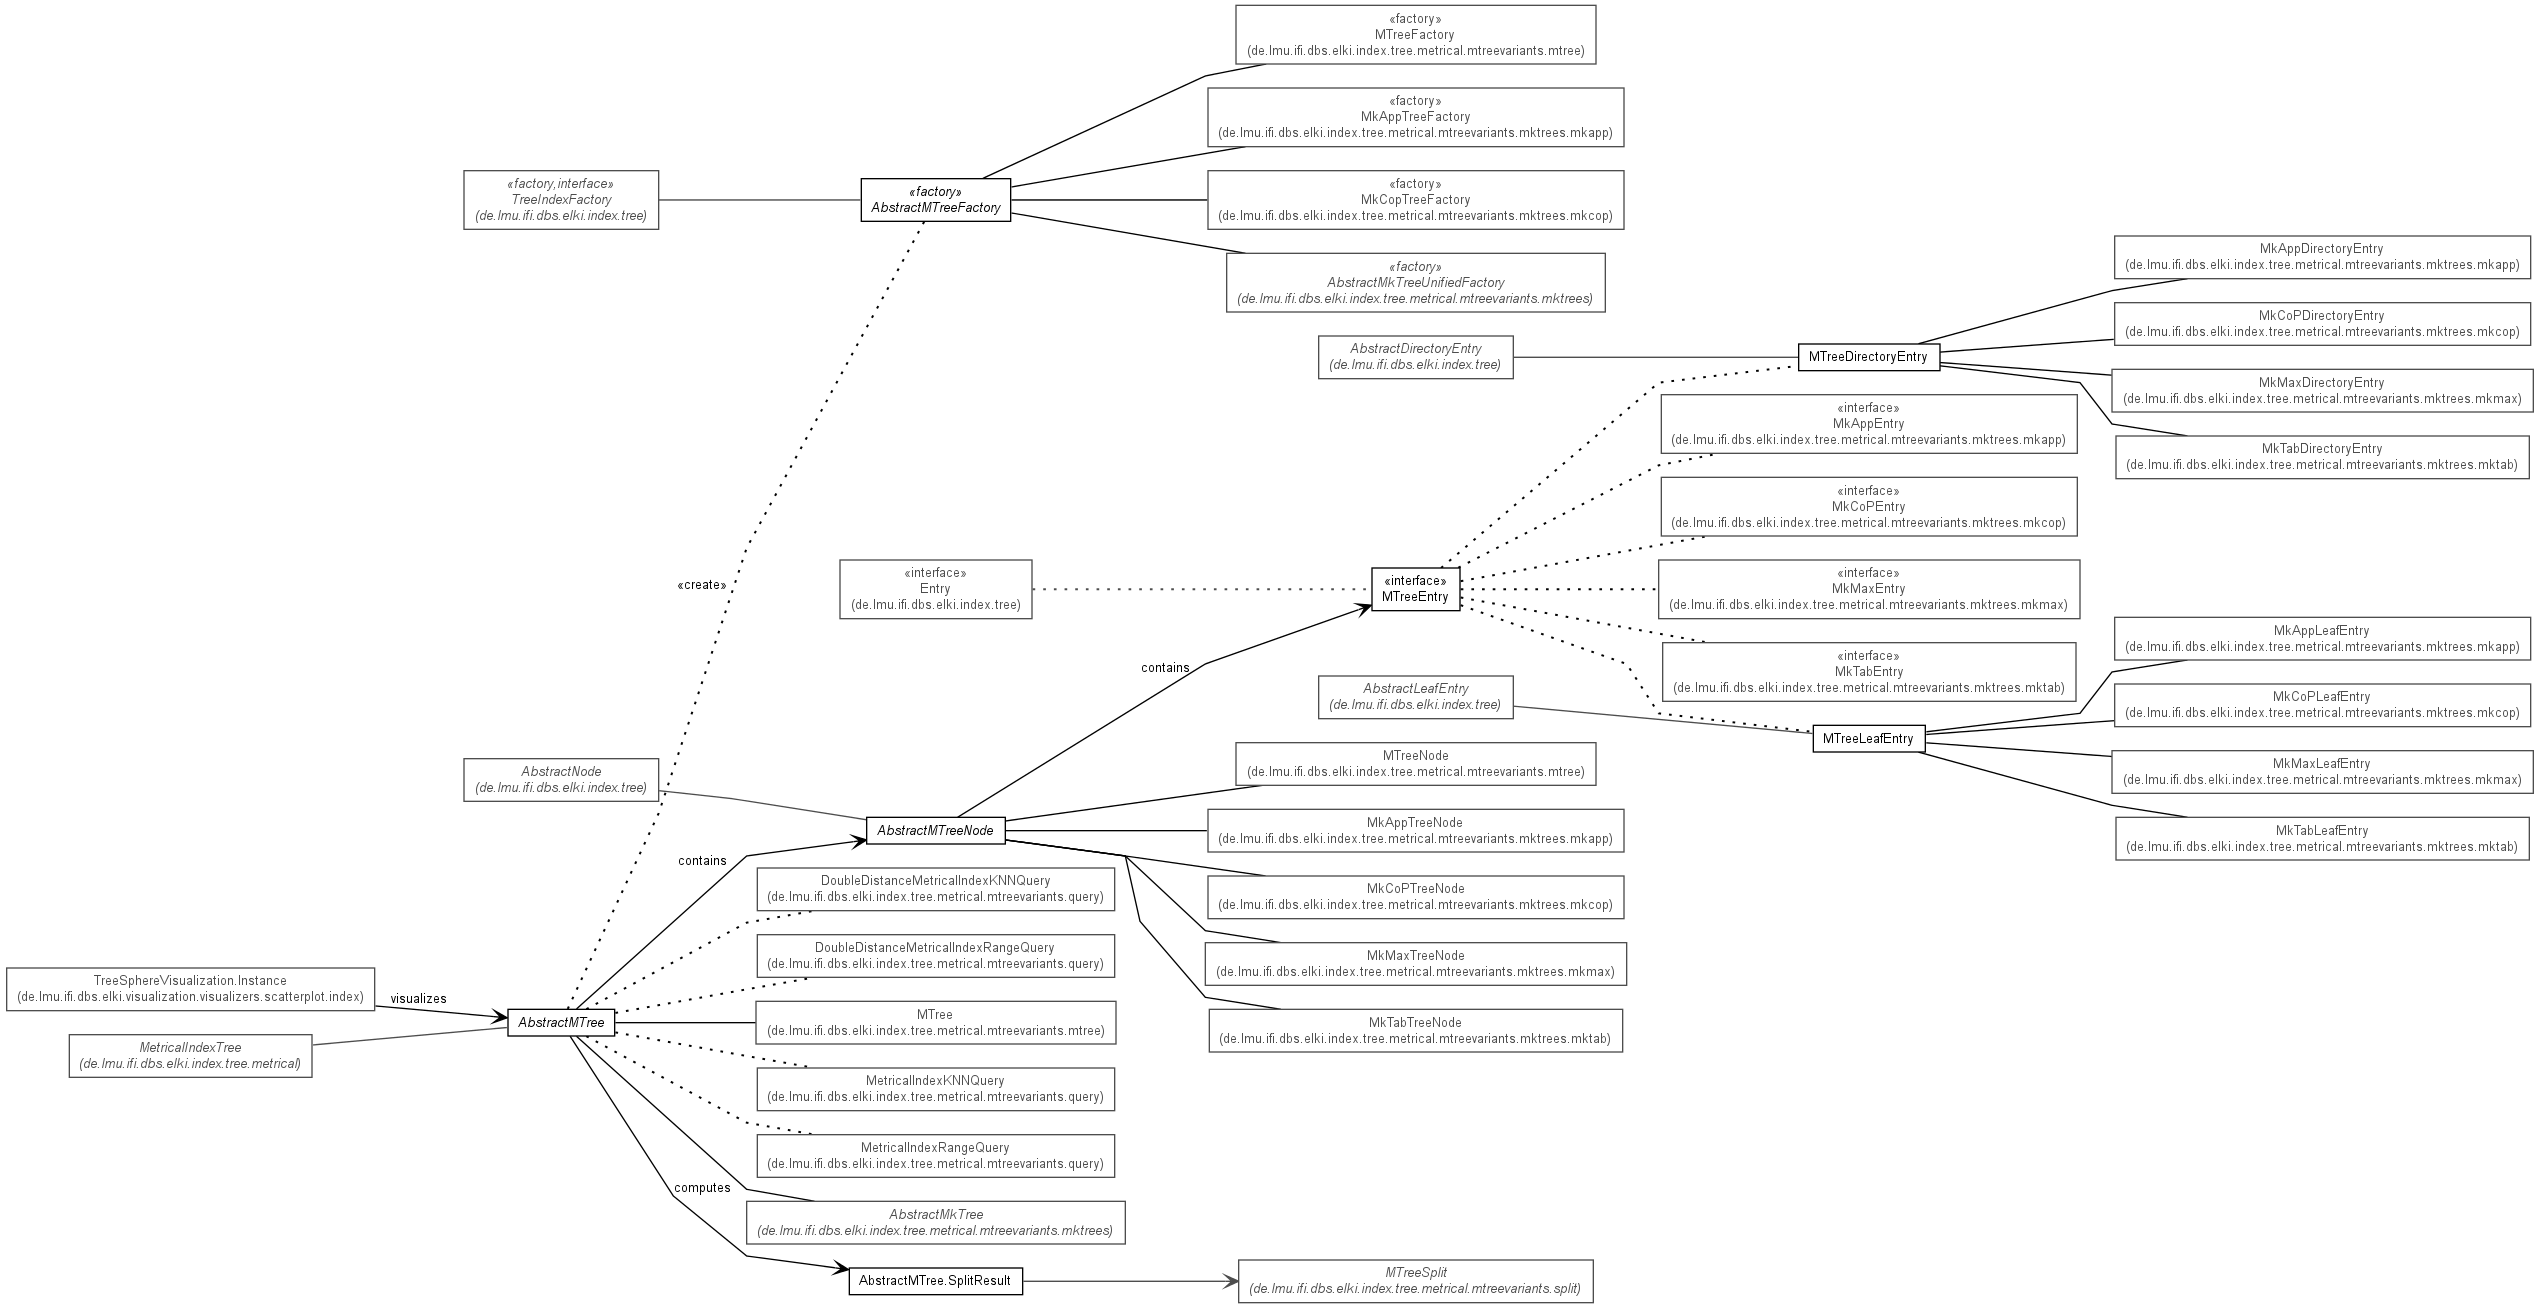 «factory»
MTreeFactory
(de.lmu.ifi.dbs.elki.index.tree.metrical.mtreevariants.mtree)
«factory»
MkAppTreeFactory
(de.lmu.ifi.dbs.elki.index.tree.metrical.mtreevariants.mktrees.mkapp)
«factory,interface»
TreeIndexFactory
(de.lmu.ifi.dbs.elki.index.tree)
«factory»
AbstractMTreeFactory
«factory»
MkCopTreeFactory
(de.lmu.ifi.dbs.elki.index.tree.metrical.mtreevariants.mktrees.mkcop)
«factory»
AbstractMkTreeUnifiedFactory
(de.lmu.ifi.dbs.elki.index.tree.metrical.mtreevariants.mktrees)
MkAppDirectoryEntry
(de.lmu.ifi.dbs.elki.index.tree.metrical.mtreevariants.mktrees.mkapp)
MkCoPDirectoryEntry
(de.lmu.ifi.dbs.elki.index.tree.metrical.mtreevariants.mktrees.mkcop)
AbstractDirectoryEntry
(de.lmu.ifi.dbs.elki.index.tree)
MTreeDirectoryEntry
MkMaxDirectoryEntry
(de.lmu.ifi.dbs.elki.index.tree.metrical.mtreevariants.mktrees.mkmax)
MkTabDirectoryEntry
(de.lmu.ifi.dbs.elki.index.tree.metrical.mtreevariants.mktrees.mktab)
«interface»
MkAppEntry
(de.lmu.ifi.dbs.elki.index.tree.metrical.mtreevariants.mktrees.mkapp)
«interface»
MkCoPEntry
(de.lmu.ifi.dbs.elki.index.tree.metrical.mtreevariants.mktrees.mkcop)
«create»
«interface»
Entry
(de.lmu.ifi.dbs.elki.index.tree)
«interface»
MTreeEntry
«interface»
MkMaxEntry
(de.lmu.ifi.dbs.elki.index.tree.metrical.mtreevariants.mktrees.mkmax)
contains
«interface»
MkTabEntry
(de.lmu.ifi.dbs.elki.index.tree.metrical.mtreevariants.mktrees.mktab)
MkAppLeafEntry
(de.lmu.ifi.dbs.elki.index.tree.metrical.mtreevariants.mktrees.mkapp)
AbstractLeafEntry
(de.lmu.ifi.dbs.elki.index.tree)
MkCoPLeafEntry
(de.lmu.ifi.dbs.elki.index.tree.metrical.mtreevariants.mktrees.mkcop)
MTreeLeafEntry
MkMaxLeafEntry
(de.lmu.ifi.dbs.elki.index.tree.metrical.mtreevariants.mktrees.mkmax)
MkTabLeafEntry
(de.lmu.ifi.dbs.elki.index.tree.metrical.mtreevariants.mktrees.mktab)
AbstractNode
(de.lmu.ifi.dbs.elki.index.tree)
MTreeNode
(de.lmu.ifi.dbs.elki.index.tree.metrical.mtreevariants.mtree)
AbstractMTreeNode
MkAppTreeNode
(de.lmu.ifi.dbs.elki.index.tree.metrical.mtreevariants.mktrees.mkapp)
contains
MkCoPTreeNode
(de.lmu.ifi.dbs.elki.index.tree.metrical.mtreevariants.mktrees.mkcop)
MkMaxTreeNode
(de.lmu.ifi.dbs.elki.index.tree.metrical.mtreevariants.mktrees.mkmax)
MkTabTreeNode
(de.lmu.ifi.dbs.elki.index.tree.metrical.mtreevariants.mktrees.mktab)
DoubleDistanceMetricalIndexKNNQuery
(de.lmu.ifi.dbs.elki.index.tree.metrical.mtreevariants.query)
DoubleDistanceMetricalIndexRangeQuery
(de.lmu.ifi.dbs.elki.index.tree.metrical.mtreevariants.query)
TreeSphereVisualization.Instance
(de.lmu.ifi.dbs.elki.visualization.visualizers.scatterplot.index)
visualizes
AbstractMTree
MTree
(de.lmu.ifi.dbs.elki.index.tree.metrical.mtreevariants.mtree)
MetricalIndexTree
(de.lmu.ifi.dbs.elki.index.tree.metrical)
MetricalIndexKNNQuery
(de.lmu.ifi.dbs.elki.index.tree.metrical.mtreevariants.query)
MetricalIndexRangeQuery
(de.lmu.ifi.dbs.elki.index.tree.metrical.mtreevariants.query)
computes
AbstractMkTree
(de.lmu.ifi.dbs.elki.index.tree.metrical.mtreevariants.mktrees)
AbstractMTree.SplitResult
MTreeSplit
(de.lmu.ifi.dbs.elki.index.tree.metrical.mtreevariants.split)